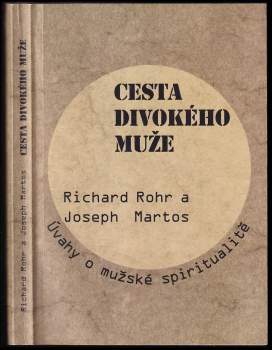 Richard Rohr a Joseph Martos CESTA DIVOKÉHO MUŽE
CESTA
DIVOKÉHO
MUŽE
Richard Rohr a
Joseph Martos
Úvahy o mužské spiritualitě